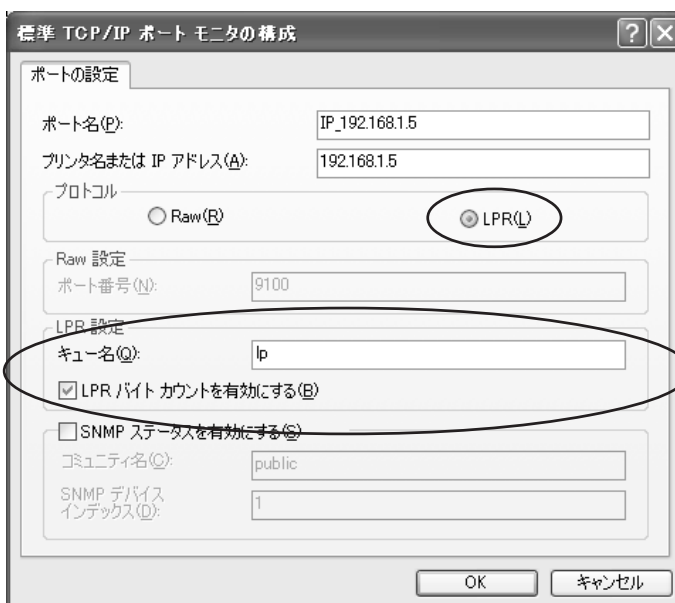 標準 TCP/IP ポート モニタの構成
ポートの設定
ポート名(P): IP_192.168.1.5
プリンタ名または IP アドレス(A): 192.168.1.5
プロトコル
Raw(R) LPR(L)
Raw 設定
ポート番号(N): 9100
LPR 設定
キュー名(Q): lp
LPR バイト カウントを有効にする(B)
SNMP ステータスを有効にする(S)
コミュニティ名(C): public
SNMP デバイス
インデックス(D): 1
OK キャンセル